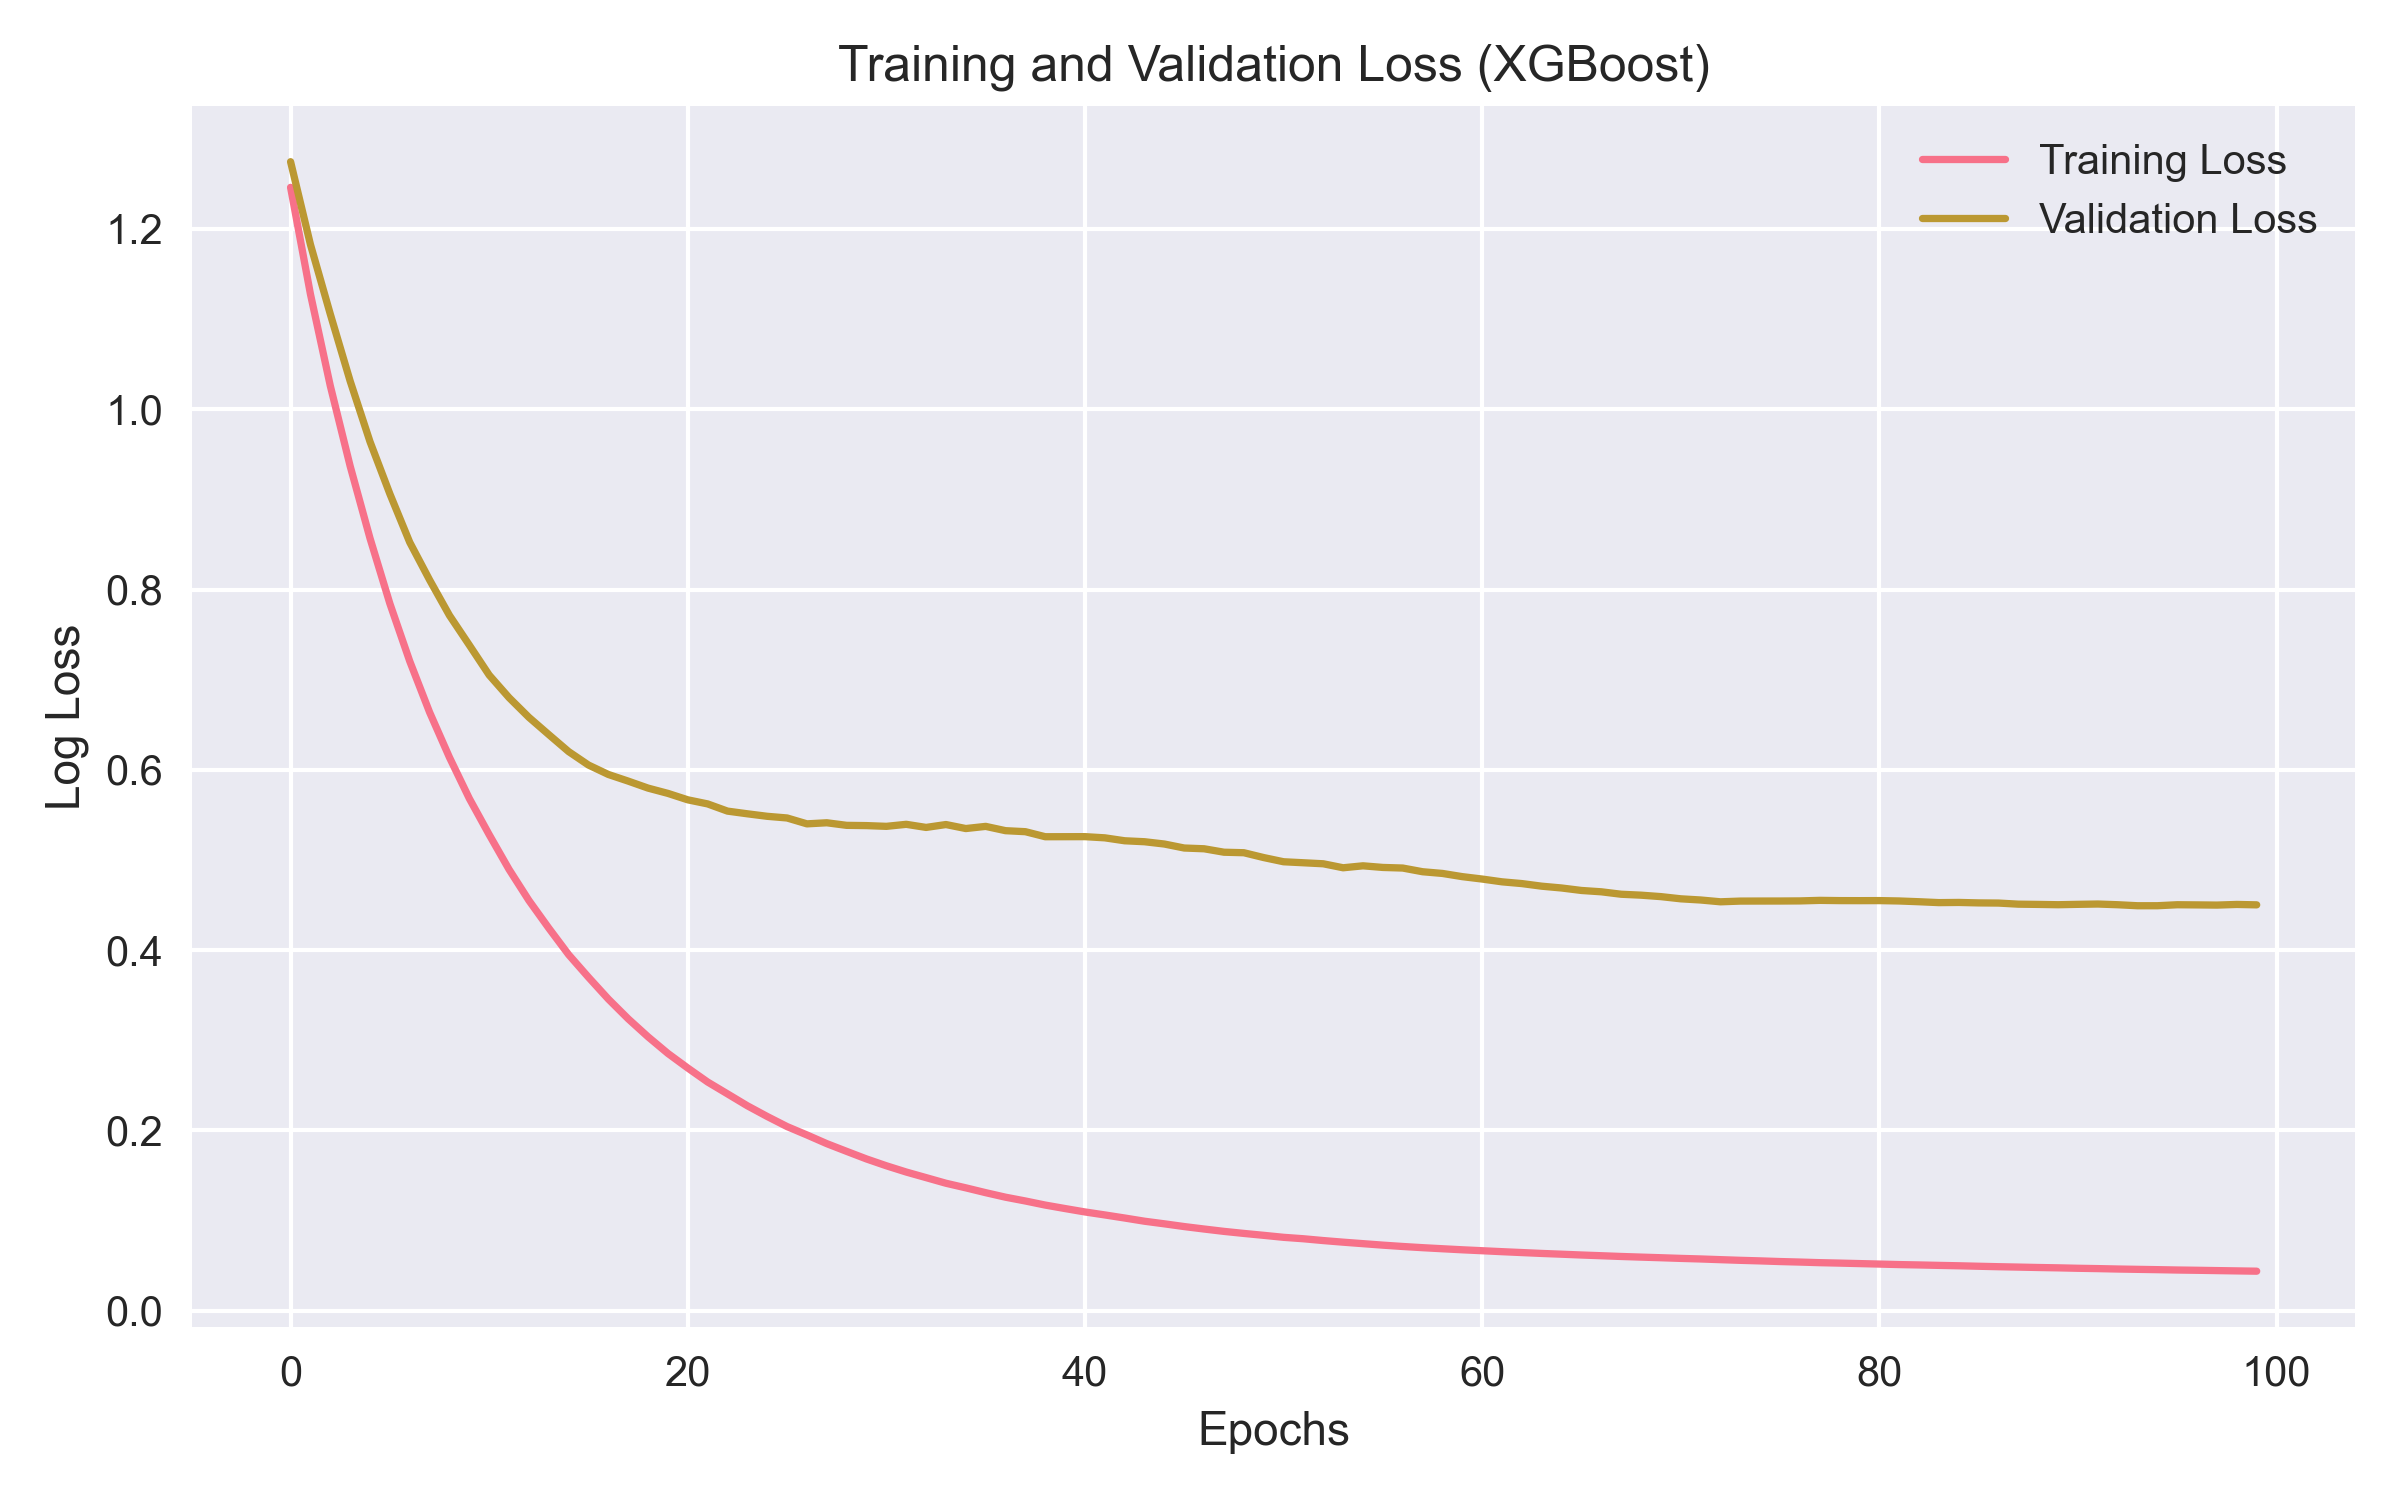 Training and Validation Loss (XGBoost)
Training Loss
Validation Loss
Log Loss
1.2
1.0
0.8
0.6
0.4
0.2
0.0
0 20 40 60 80 100
Epochs